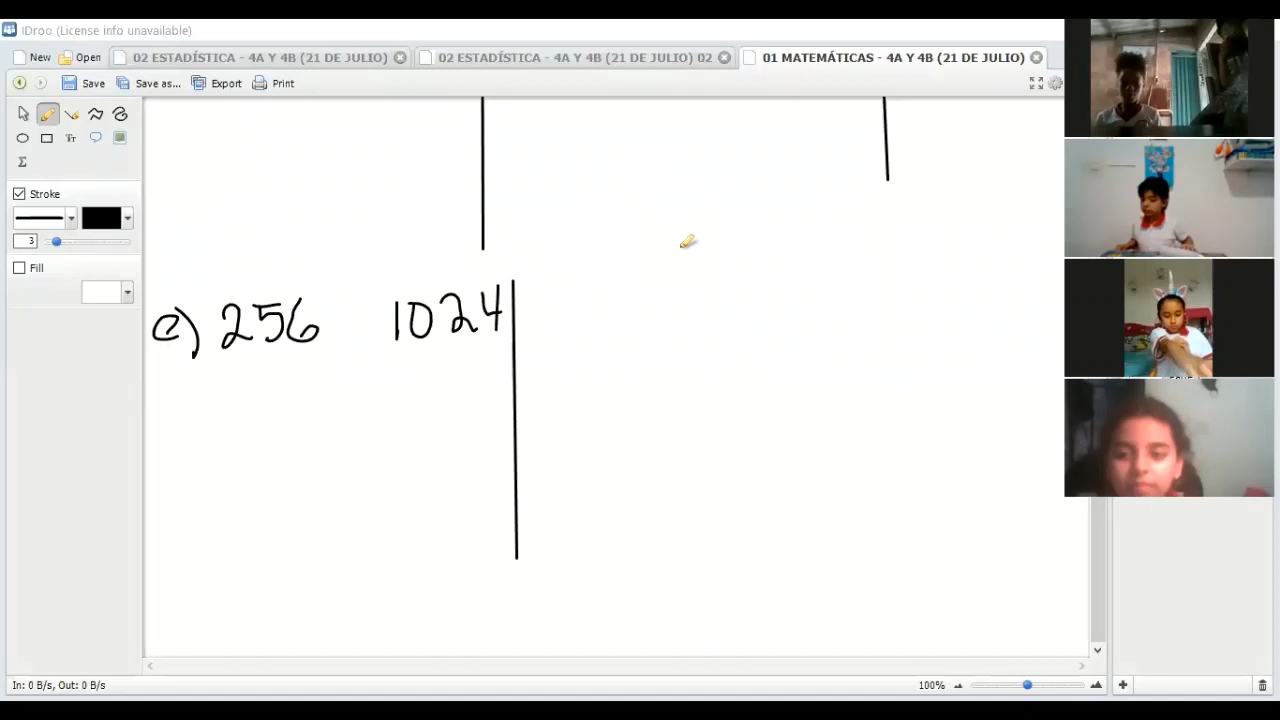 IDroo (License info unavailable)
New Open 02 ESTADÍSTICA - 4A Y 4B (21 DE JULIO) 02 ESTADÍSTICA - 4A Y 4B (21 DE JULIO) 02 01 MATEMÁTICAS - 4A Y 4B (21 DE JULIO)
Save Save as... Export Print
Tr
Σ
Stroke
3
Fill
e) 256 1024
In: 0 B/s, Out: 0 B/s 100%